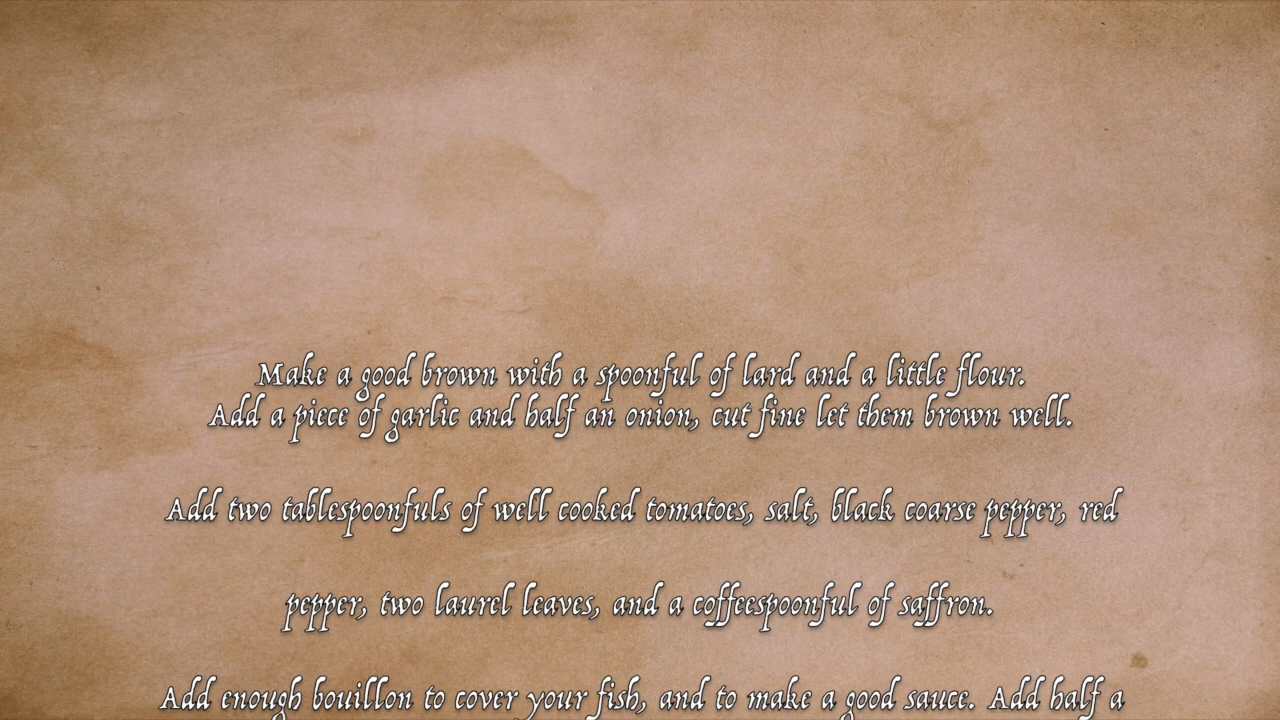 Make a good brown with a spoonful of lard and a little flour.
Add a piece of garlic and half an onion, cut fine let them brown well.
Add two tablespoonfuls of well cooked tomatoes, salt, black coarse pepper, red
pepper, two laurel leaves, and a coffeespoonful of saffron.
Add enough bouillon to cover your fish, and to make a good sauce. Add half a